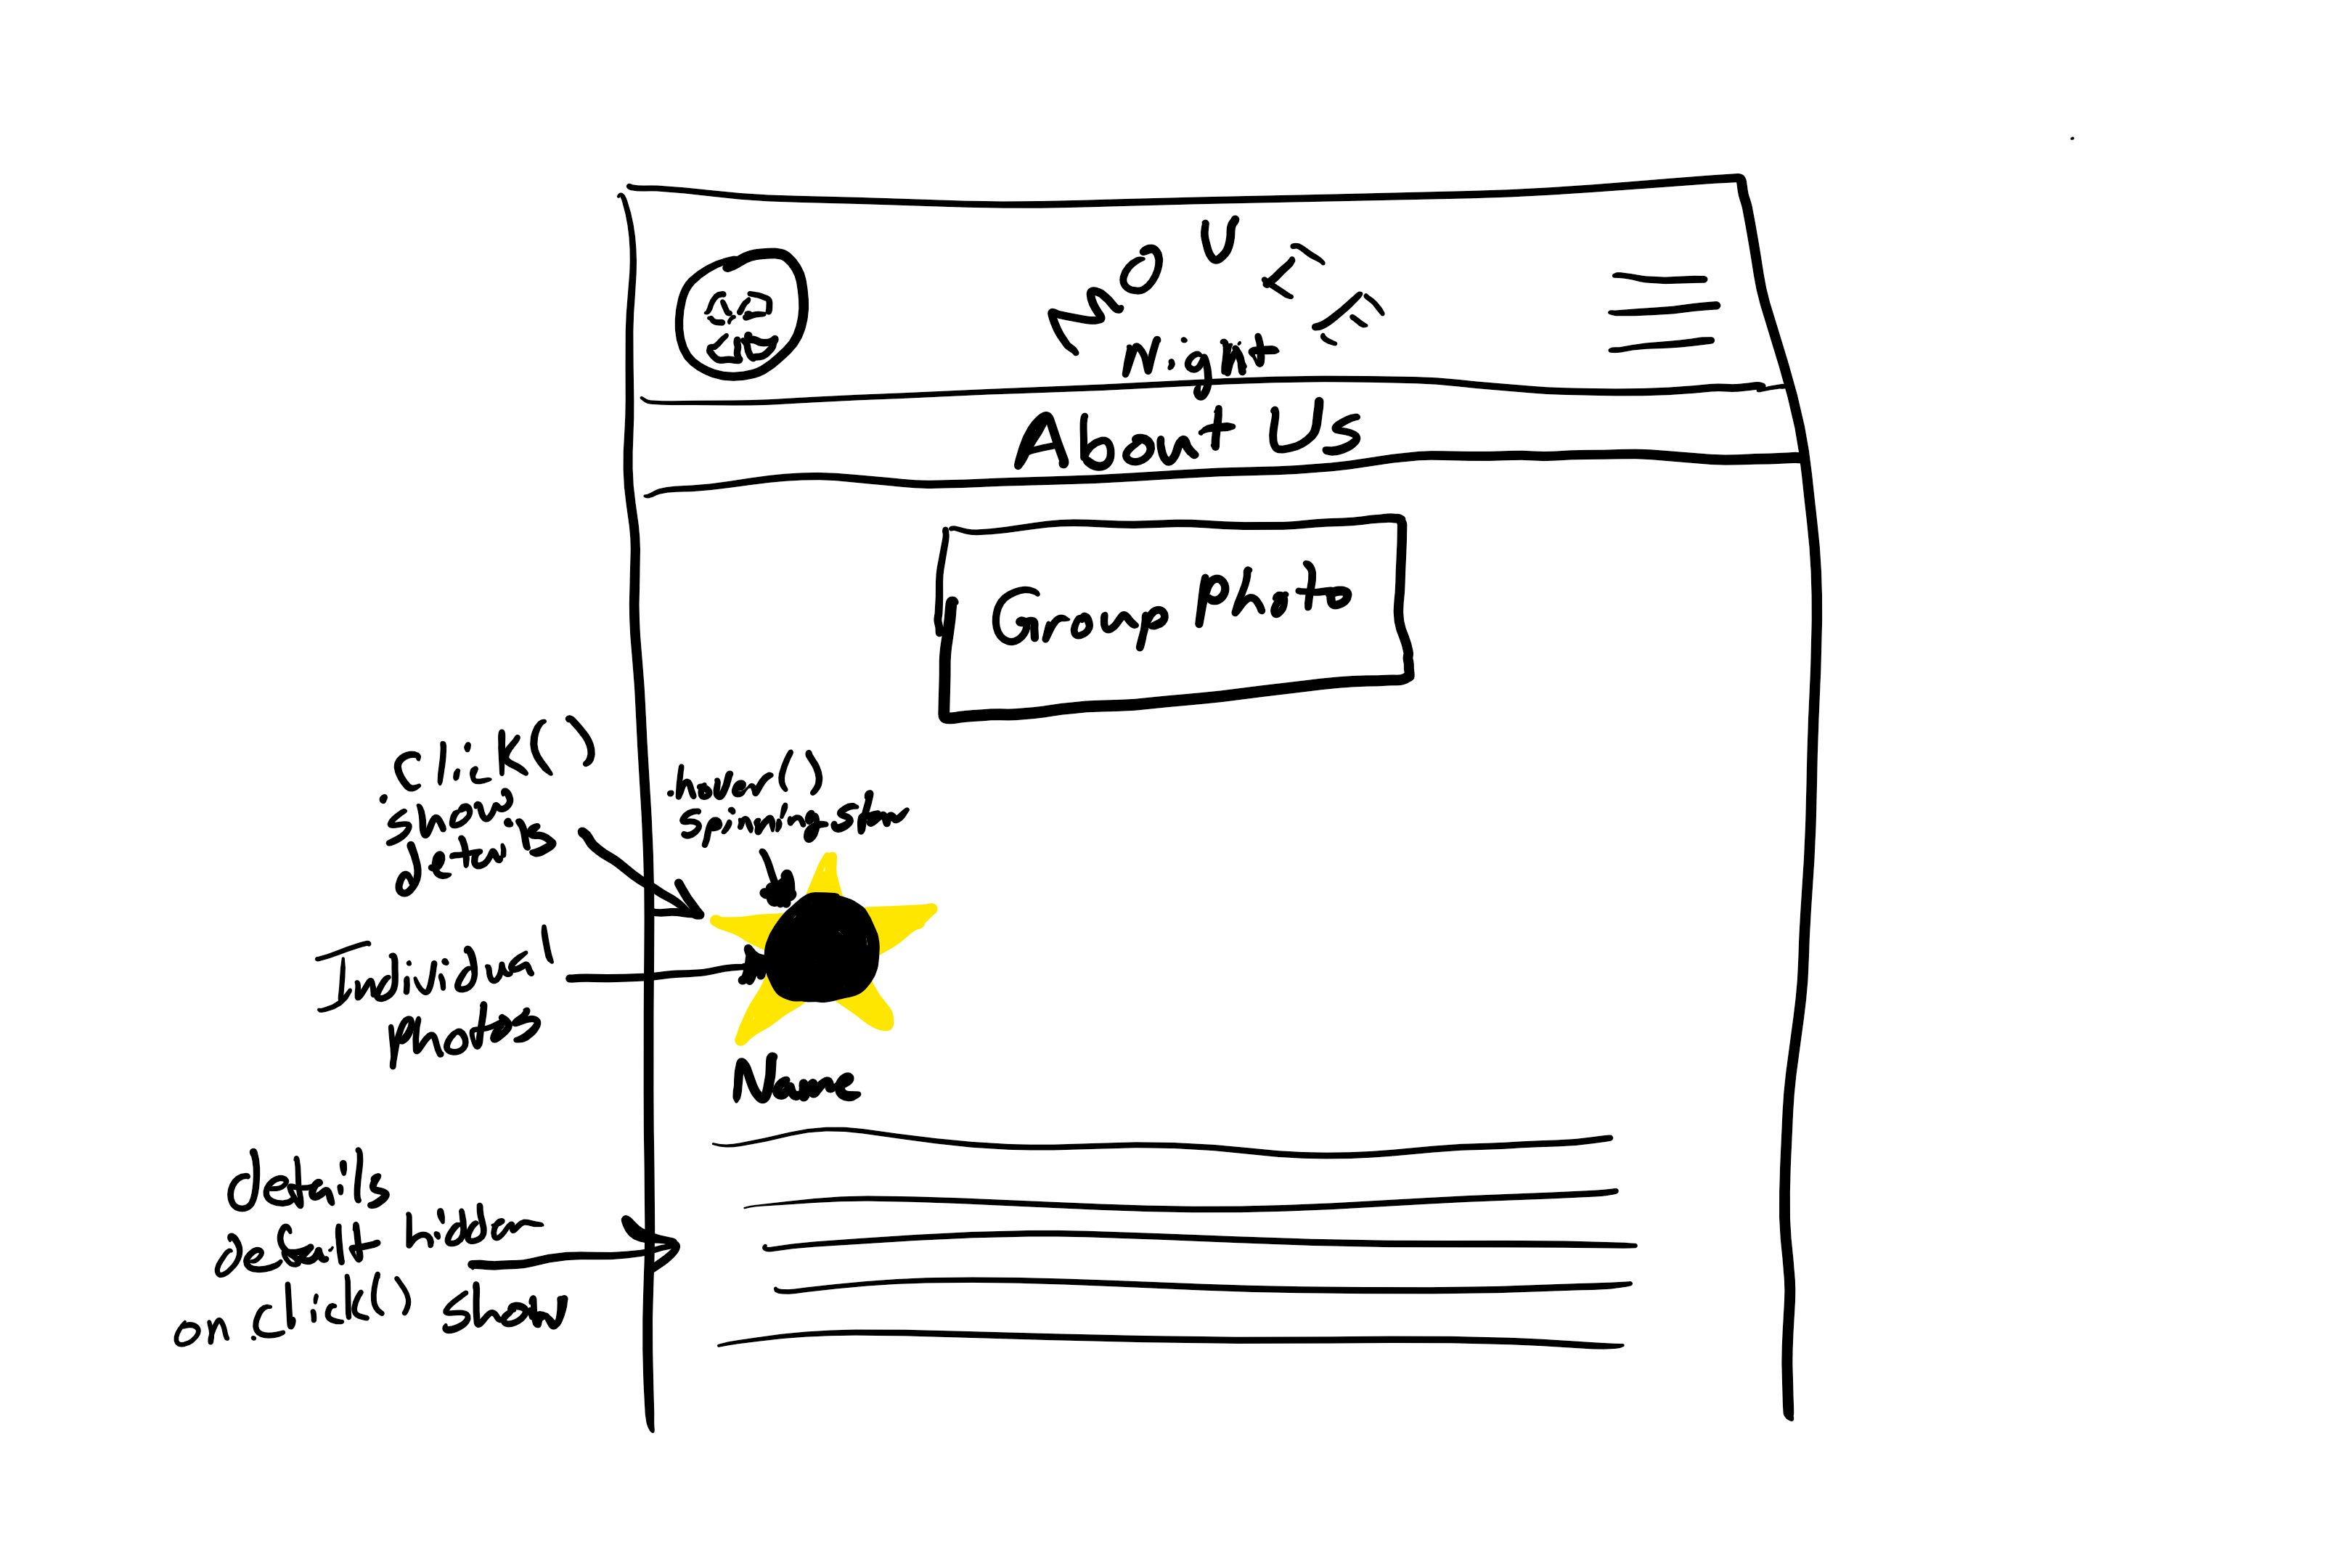 MOVIE
Night
About Us
Group Photo
.click()
show
details
.hover()
spinning star
Individual
Photos
Name
details
default hidden
on .click() show